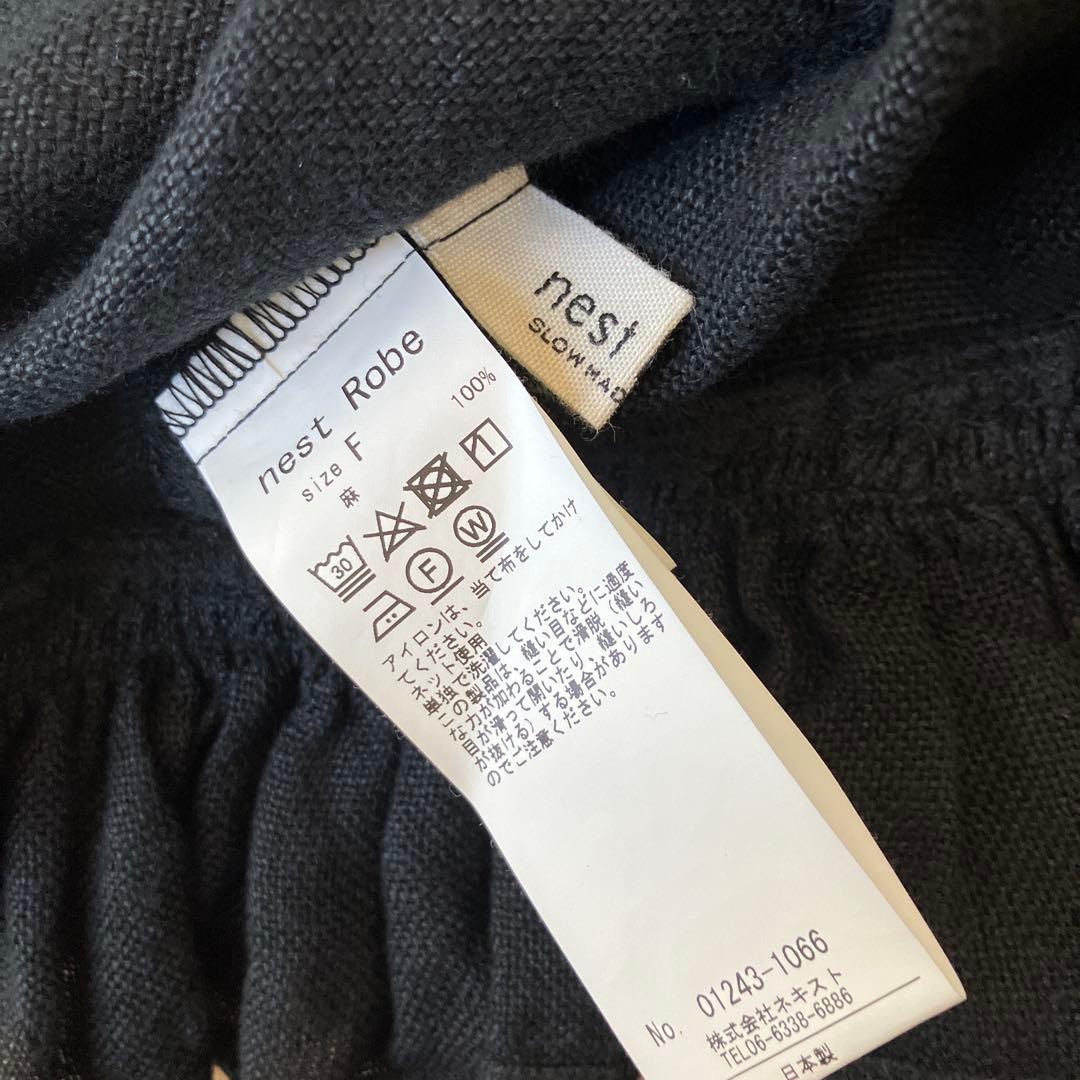 nest
SLOW MAD
nest Robe
size F
麻 100%
30
F W
アイロンは、当て布をしてかけ
てください。
ネット使用
単独で洗濯してください。
この製品は、縫い目などに過度
な力が加わることで滑脱（縫い
目が滑って開いたり、縫いしろ
が抜ける）する場合があります
のでご注意ください。
No. 01243-1066
株式会社ネキスト
TEL06-6338-6886
日本製